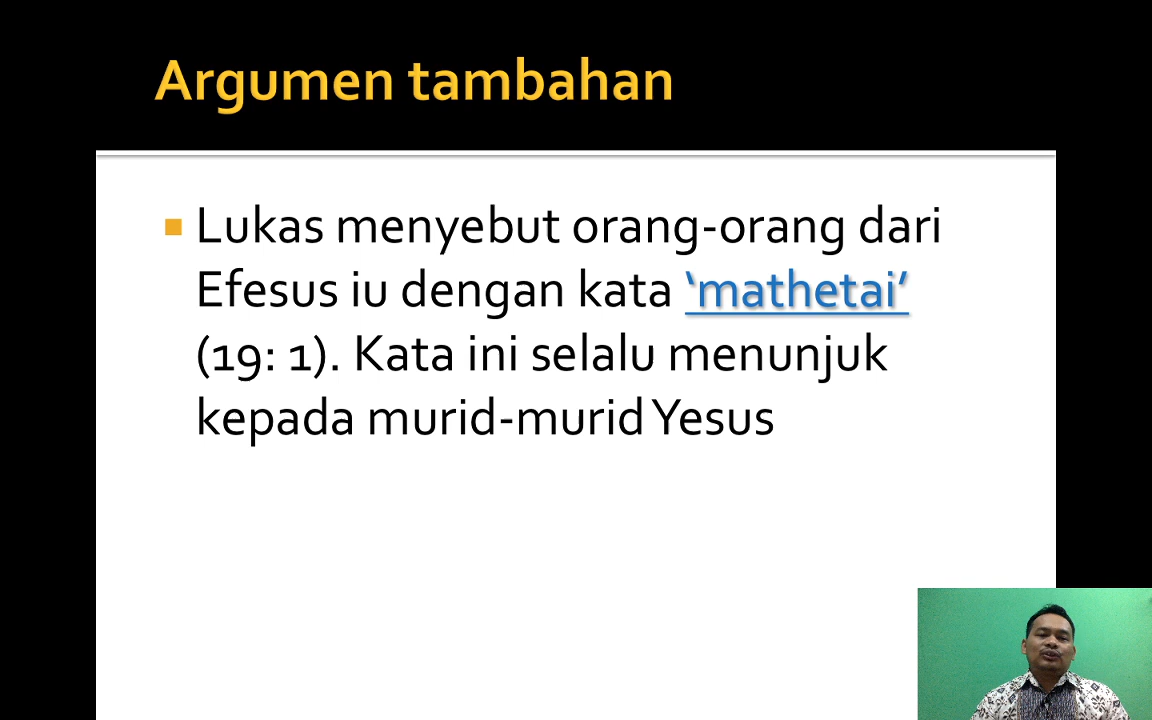 Argumen tambahan
Lukas menyebut orang-orang dari
Efesus iu dengan kata ‘mathetai’
(19: 1). Kata ini selalu menunjuk
kepada murid-murid Yesus